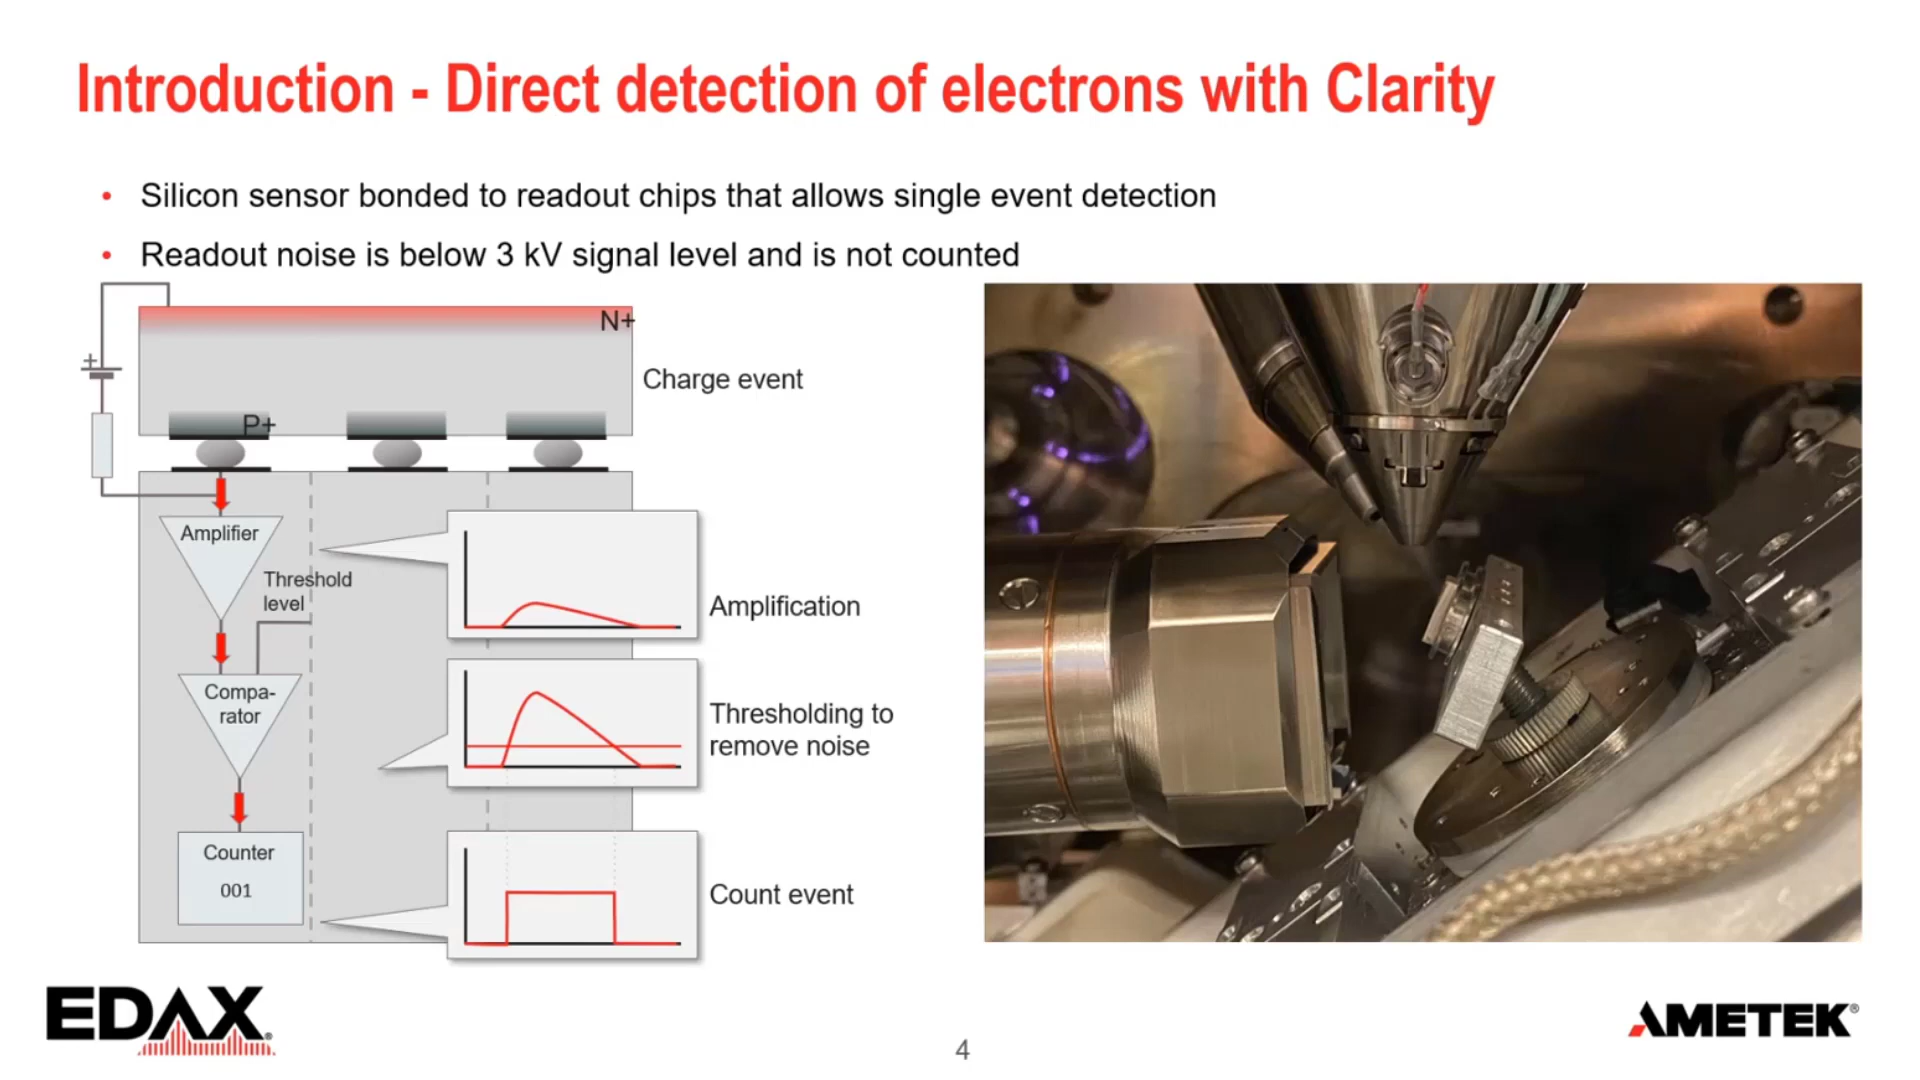 Introduction - Direct detection of electrons with Clarity
• Silicon sensor bonded to readout chips that allows single event detection
• Readout noise is below 3 kV signal level and is not counted
N+
+
Charge event
P+
Amplifier
Threshold
level
Amplification
Compa-
rator
Thresholding to
remove noise
Counter
001
Count event
EDAX®
AMETEK®
4